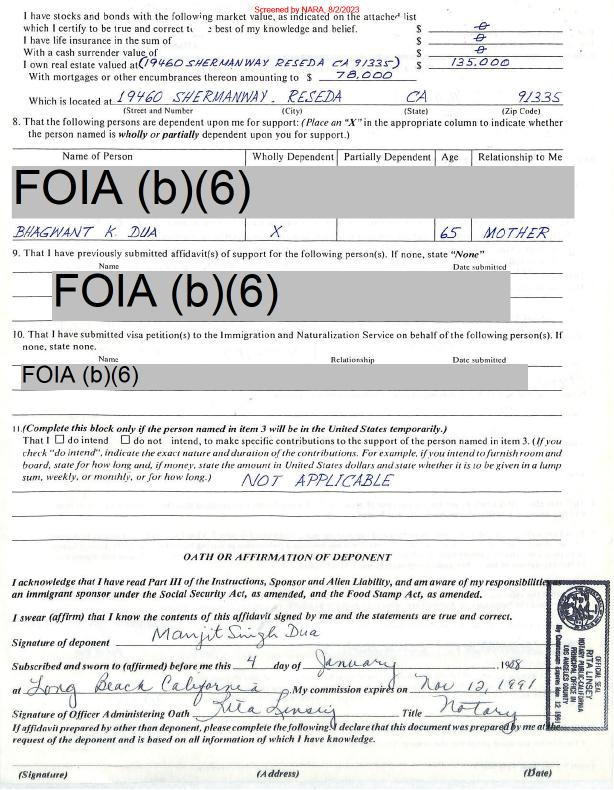 Screened by NARA, 8/2/2023
I have stocks and bonds with the following market value, as indicated on the attached list
which I certify to be true and correct to best of my knowledge and belief. $ 0
I have life insurance in the sum of $ 0
With a cash surrender value of $ 0
I own real estate valued at (19460 SHERMANWAY RESEDA CA 91335) $ 135.000
With mortgages or other encumbrances thereon amounting to $ 78,000
Which is located at 19460 SHERMANWAY. RESEDA CA 91335
(Street and Number) (City) (State) (Zip Code)
8. That the following persons are dependent upon me for support: (Place an "X" in the appropriate column to indicate whether
the person named is wholly or partially dependent upon you for support.)
Name of Person Wholly Dependent Partially Dependent Age Relationship to Me
FOIA (b)(6)
BHAGWANT K. DUA X 65 MOTHER
9. That I have previously submitted affidavit(s) of support for the following person(s). If none, state "None"
Name Date submitted
FOIA (b)(6)
10. That I have submitted visa petition(s) to the Immigration and Naturalization Service on behalf of the following person(s). If
none, state none.
Name Relationship Date submitted
FOIA (b)(6)
11.(Complete this block only if the person named in item 3 will be in the United States temporarily.)
That I ☐ do intend ☐ do not intend, to make specific contributions to the support of the person named in item 3. (If you
check "do intend", indicate the exact nature and duration of the contributions. For example, if you intend to furnish room and
board, state for how long and, if money, state the amount in United States dollars and state whether it is to be given in a lump
sum, weekly, or monthly, or for how long.) NOT APPLICABLE
OATH OR AFFIRMATION OF DEPONENT
I acknowledge that I have read Part III of the Instructions, Sponsor and Alien Liability, and am aware of my responsibilities as
an immigrant sponsor under the Social Security Act, as amended, and the Food Stamp Act, as amended.
I swear (affirm) that I know the contents of this affidavit signed by me and the statements are true and correct.
Signature of deponent Manjit Singh Dua
Subscribed and sworn to (affirmed) before me this 4 day of January, 1988
at Long Beach California. My commission expires on Nov 12, 1991
Signature of Officer Administering Oath Rita Linsey Title Notary
If affidavit prepared by other than deponent, please complete the following: I declare that this document was prepared by me at the
request of the deponent and is based on all information of which I have knowledge.
(Signature) (Address) (Date)
OFFICIAL SEAL
RITA LINSEY
NOTARY PUBLIC-CALIFORNIA
PRINCIPAL OFFICE IN
LOS ANGELES COUNTY
My Commission Expires Nov. 12 1991